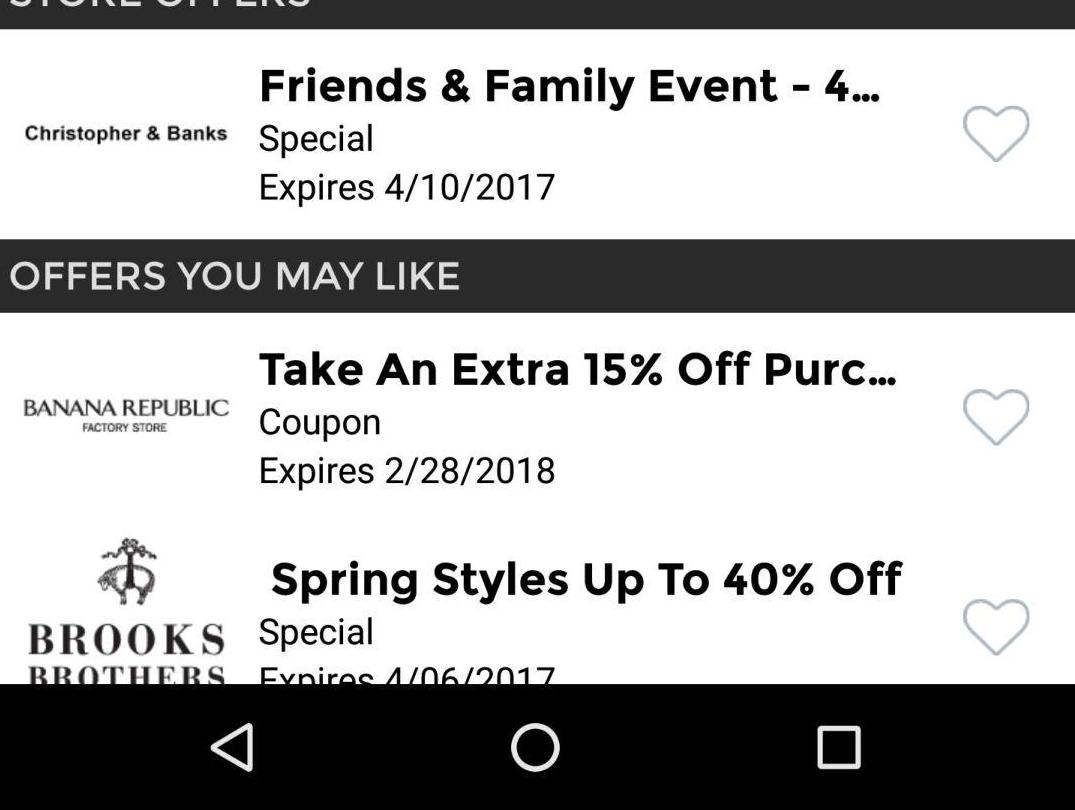 STORE OFFERS
Christopher & Banks
Friends & Family Event - 4...
Special
Expires 4/10/2017
OFFERS YOU MAY LIKE
BANANA REPUBLIC
FACTORY STORE
Take An Extra 15% Off Purc...
Coupon
Expires 2/28/2018
BROOKS
BROTHERS
Spring Styles Up To 40% Off
Special
Expires 4/06/2017